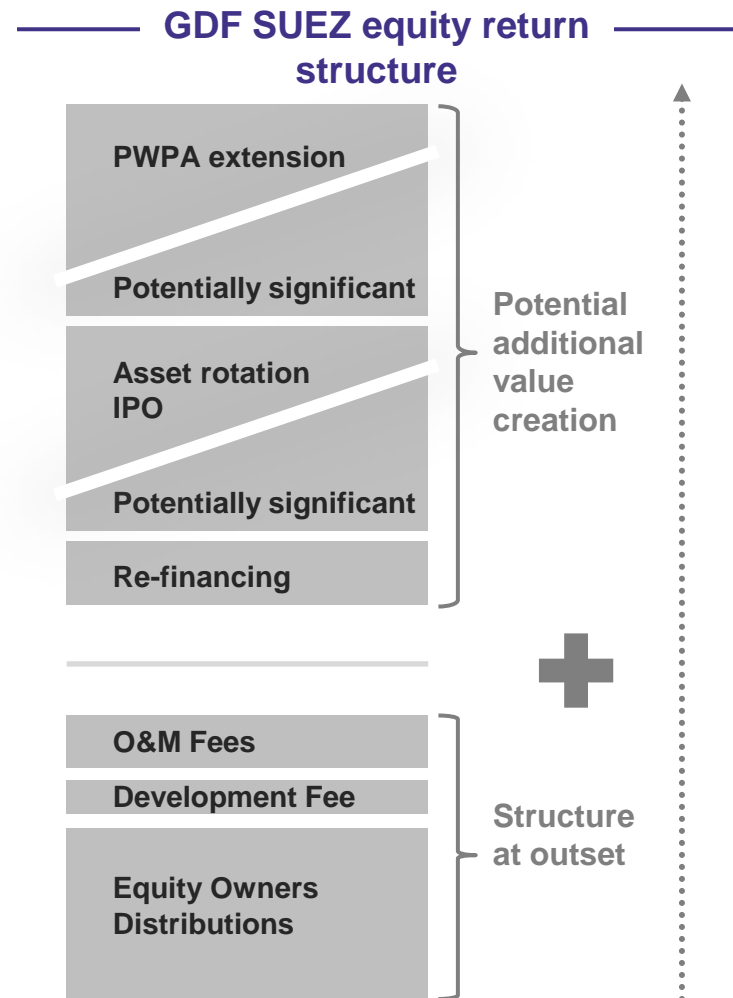 GDF SUEZ equity return
structure
PWPA extension
Potentially significant
Asset rotation
IPO
Potentially significant
Re-financing
Potential
additional
value
creation
O&M Fees
Development Fee
Equity Owners
Distributions
Structure
at outset